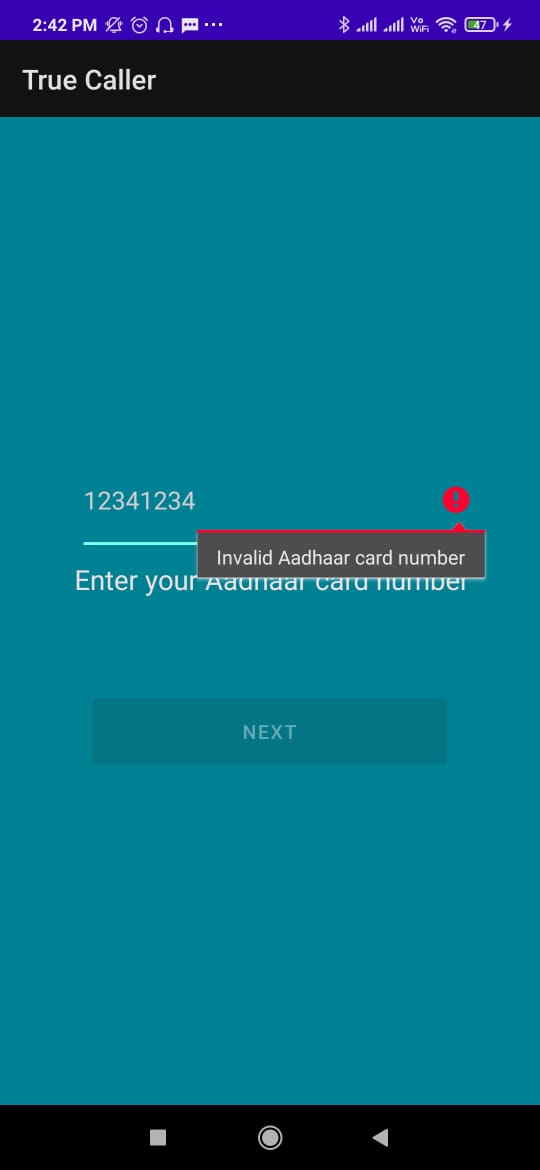 2:42 PM
Vo
WiFi
47
True Caller
12341234
Invalid Aadhaar card number
Enter your Aadhaar card number
NEXT